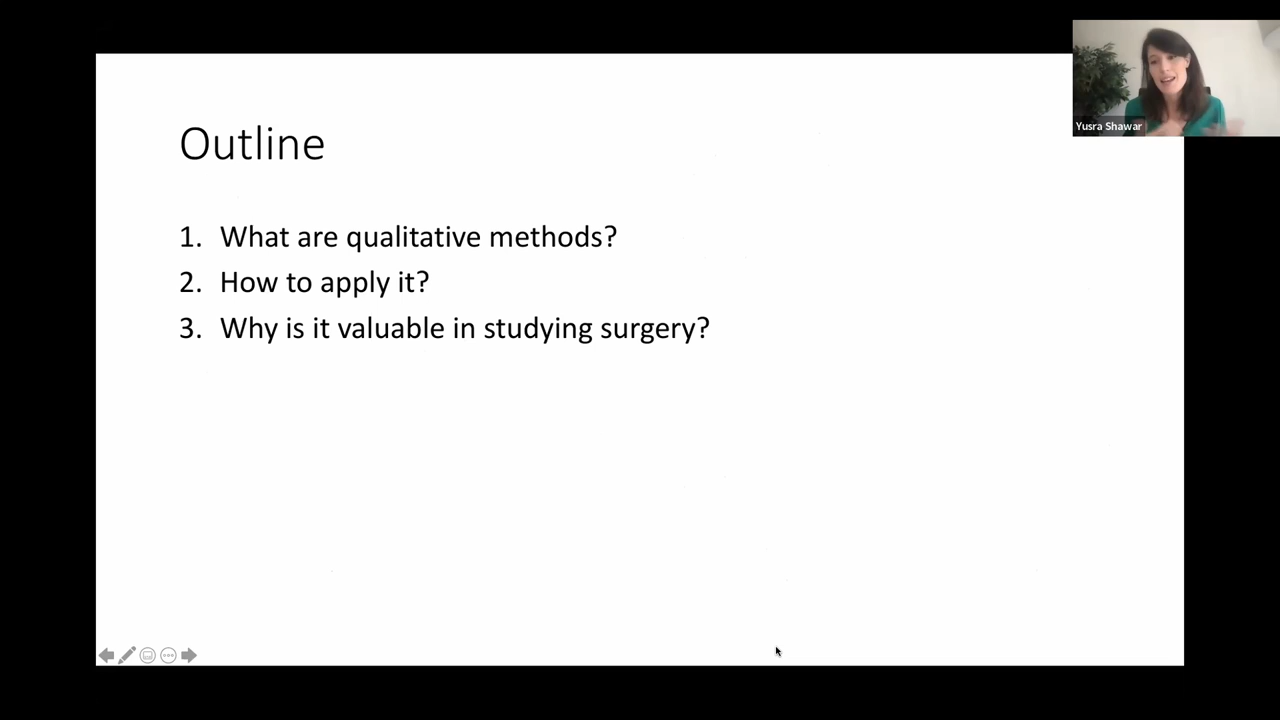 Outline
1. What are qualitative methods?
2. How to apply it?
3. Why is it valuable in studying surgery?
Yusra Shawar